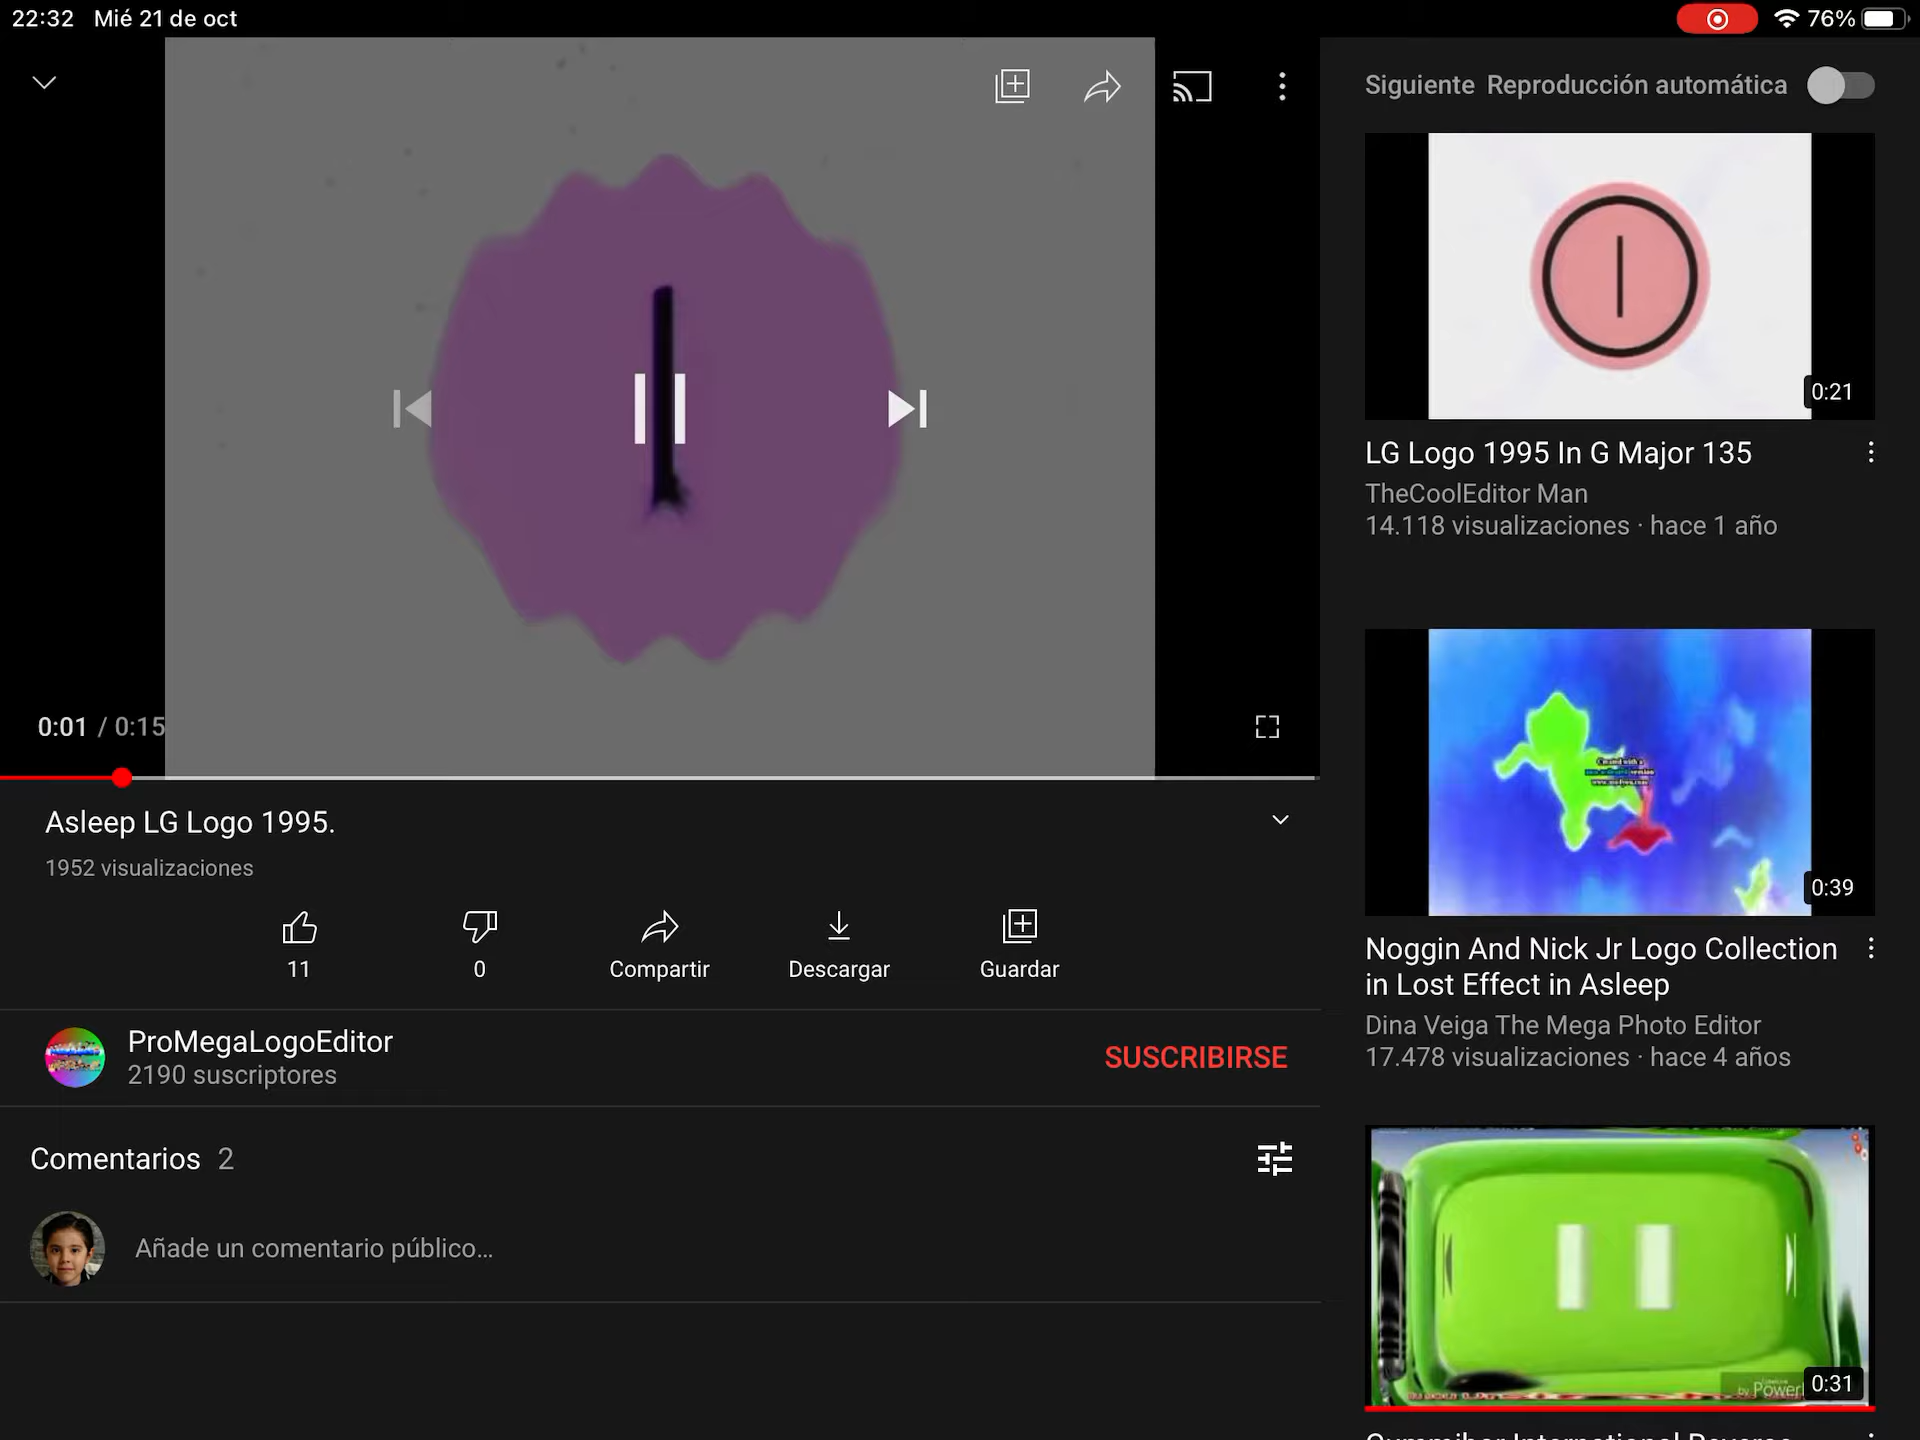 22:32 Mié 21 de oct
76%
0:01 / 0:15
Asleep LG Logo 1995.
1952 visualizaciones
11
0
Compartir
Descargar
Guardar
ProMegaLogoEditor
2190 suscriptores
SUSCRIBIRSE
Comentarios 2
Añade un comentario público...
Siguiente Reproducción automática
0:21
LG Logo 1995 In G Major 135
TheCoolEditor Man
14.118 visualizaciones · hace 1 año
0:39
Noggin And Nick Jr Logo Collection
in Lost Effect in Asleep
Dina Veiga The Mega Photo Editor
17.478 visualizaciones · hace 4 años
0:31